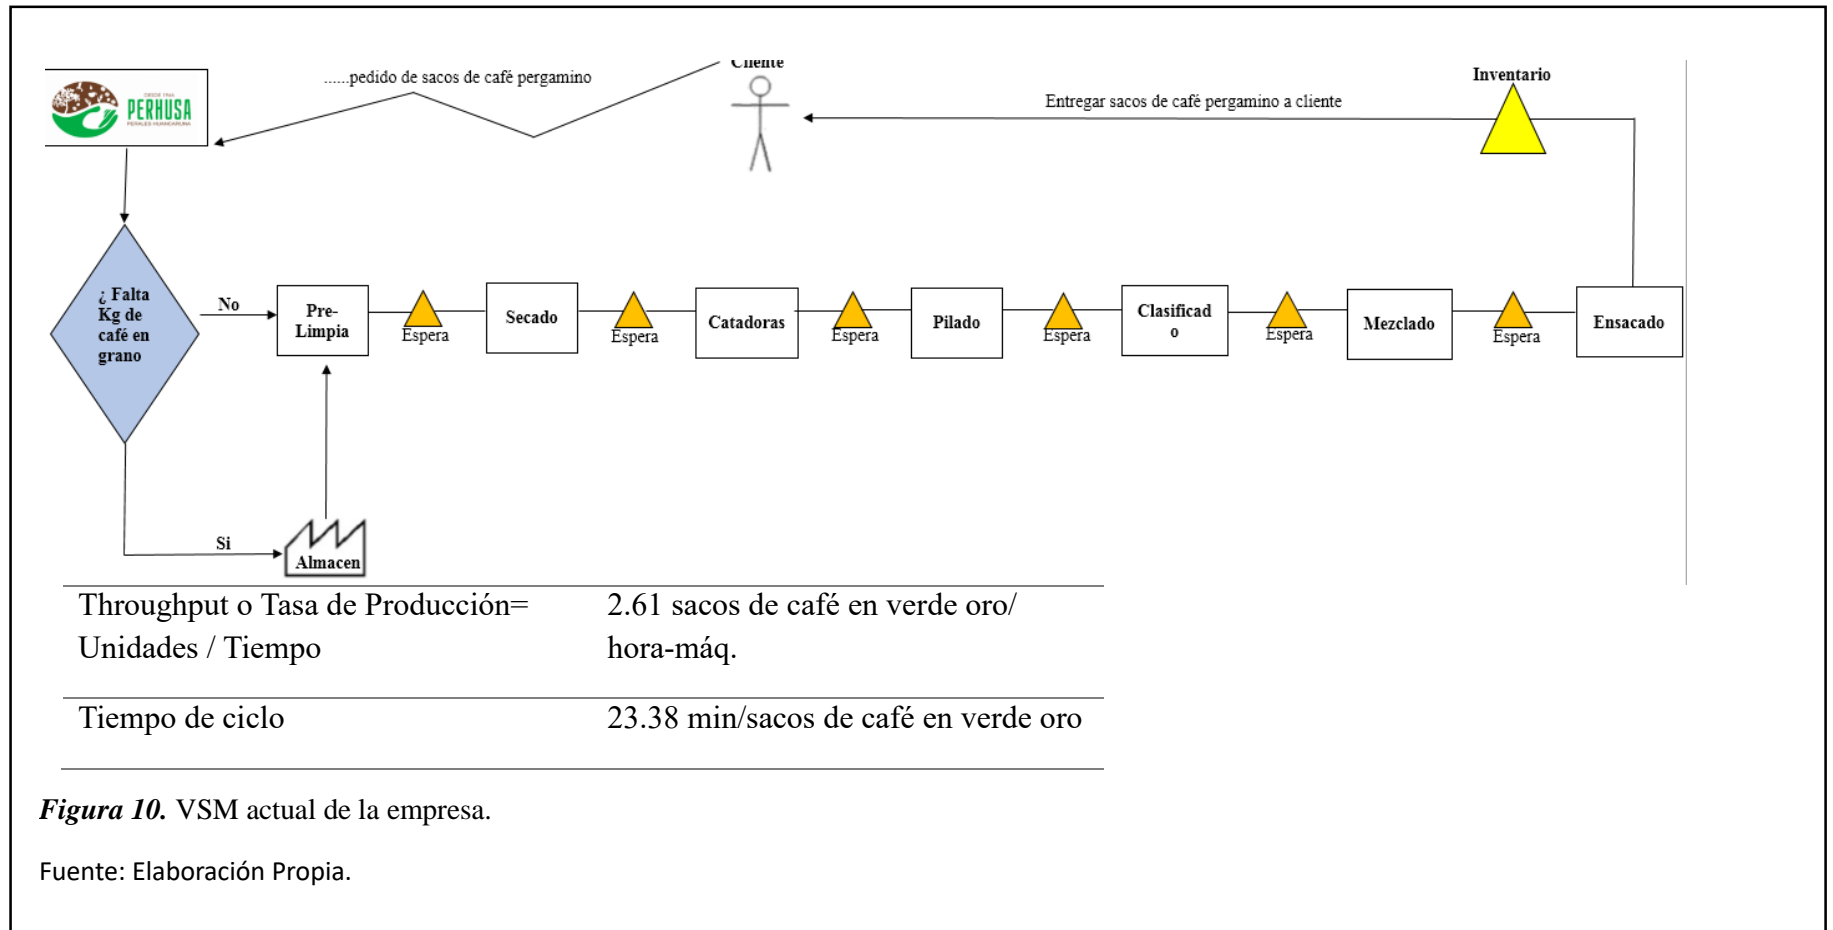 Cliente
......pedido de sacos de café pergamino
Inventario
DESDE 1944
PERHUSA
PERALES HUANCARUNA
Entregar sacos de café pergamino a cliente
¿ Falta
Kg de
café en
grano
No
Pre-
Limpia
Espera
Secado
Espera
Catadoras
Espera
Pilado
Espera
Clasificad
o
Espera
Mezclado
Espera
Ensacado
Si
Almacen
Throughput o Tasa de Producción=
Unidades / Tiempo
2.61 sacos de café en verde oro/
hora-máq.
Tiempo de ciclo
23.38 min/sacos de café en verde oro
Figura 10. VSM actual de la empresa.
Fuente: Elaboración Propia.